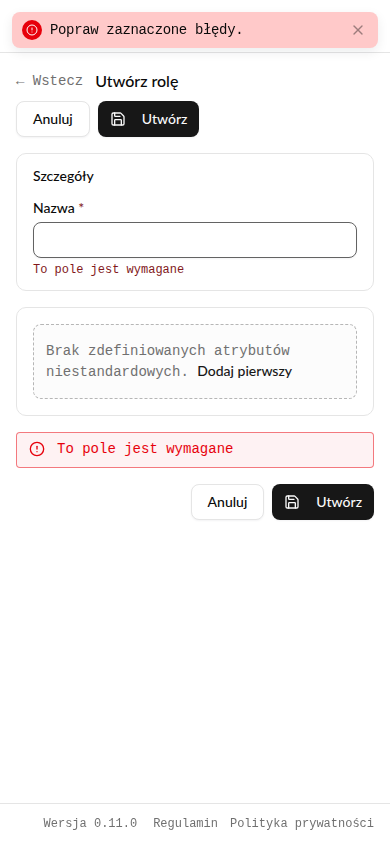 Popraw zaznaczone błędy.
← Wstecz Utwórz rolę
Anuluj Utwórz
Szczegóły
Nazwa *
To pole jest wymagane
Brak zdefiniowanych atrybutów
niestandardowych. Dodaj pierwszy
To pole jest wymagane
Anuluj Utwórz
Wersja 0.11.0 Regulamin Polityka prywatności